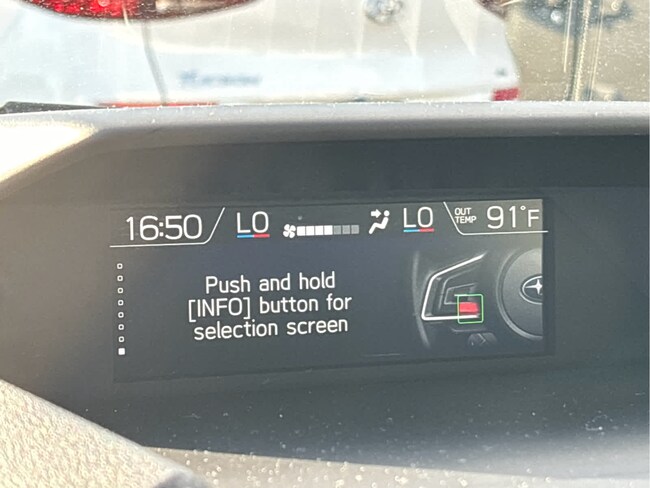 16:50
LO
LO
OUT
TEMP
91°F
Push and hold
[INFO] button for
selection screen